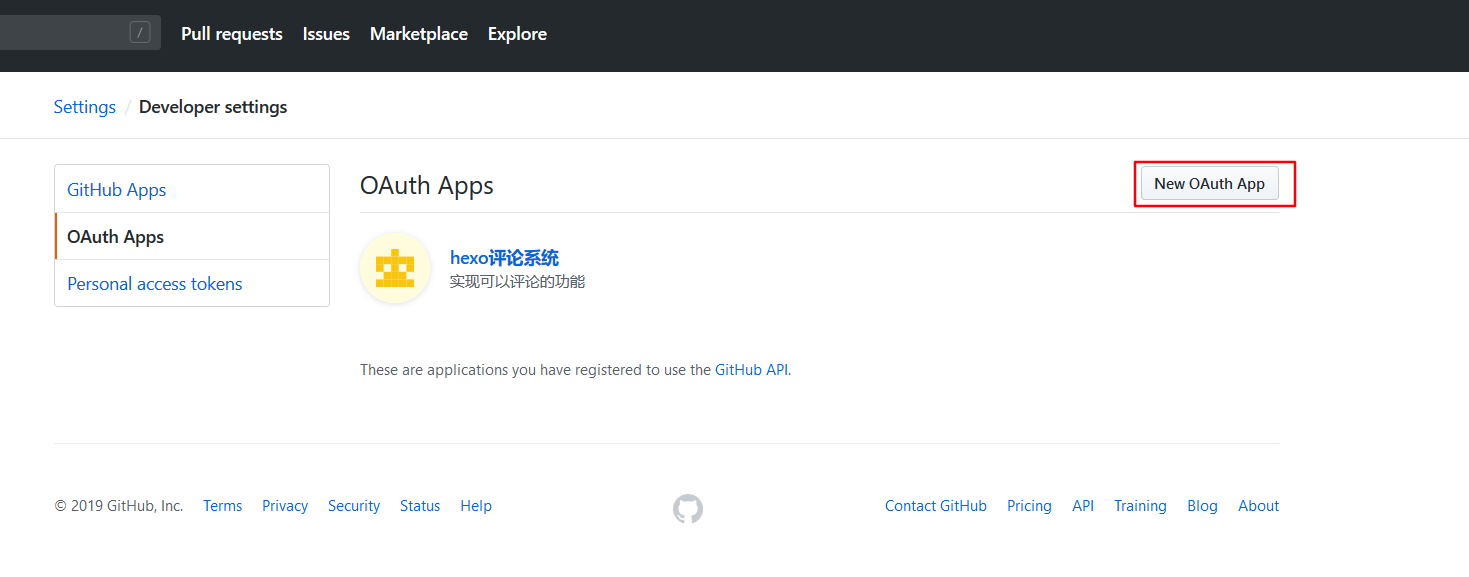 / Pull requests Issues Marketplace Explore
Settings / Developer settings
GitHub Apps
OAuth Apps
Personal access tokens
OAuth Apps
New OAuth App
hexo评论系统
实现可以评论的功能
These are applications you have registered to use the GitHub API.
© 2019 GitHub, Inc. Terms Privacy Security Status Help
Contact GitHub Pricing API Training Blog About